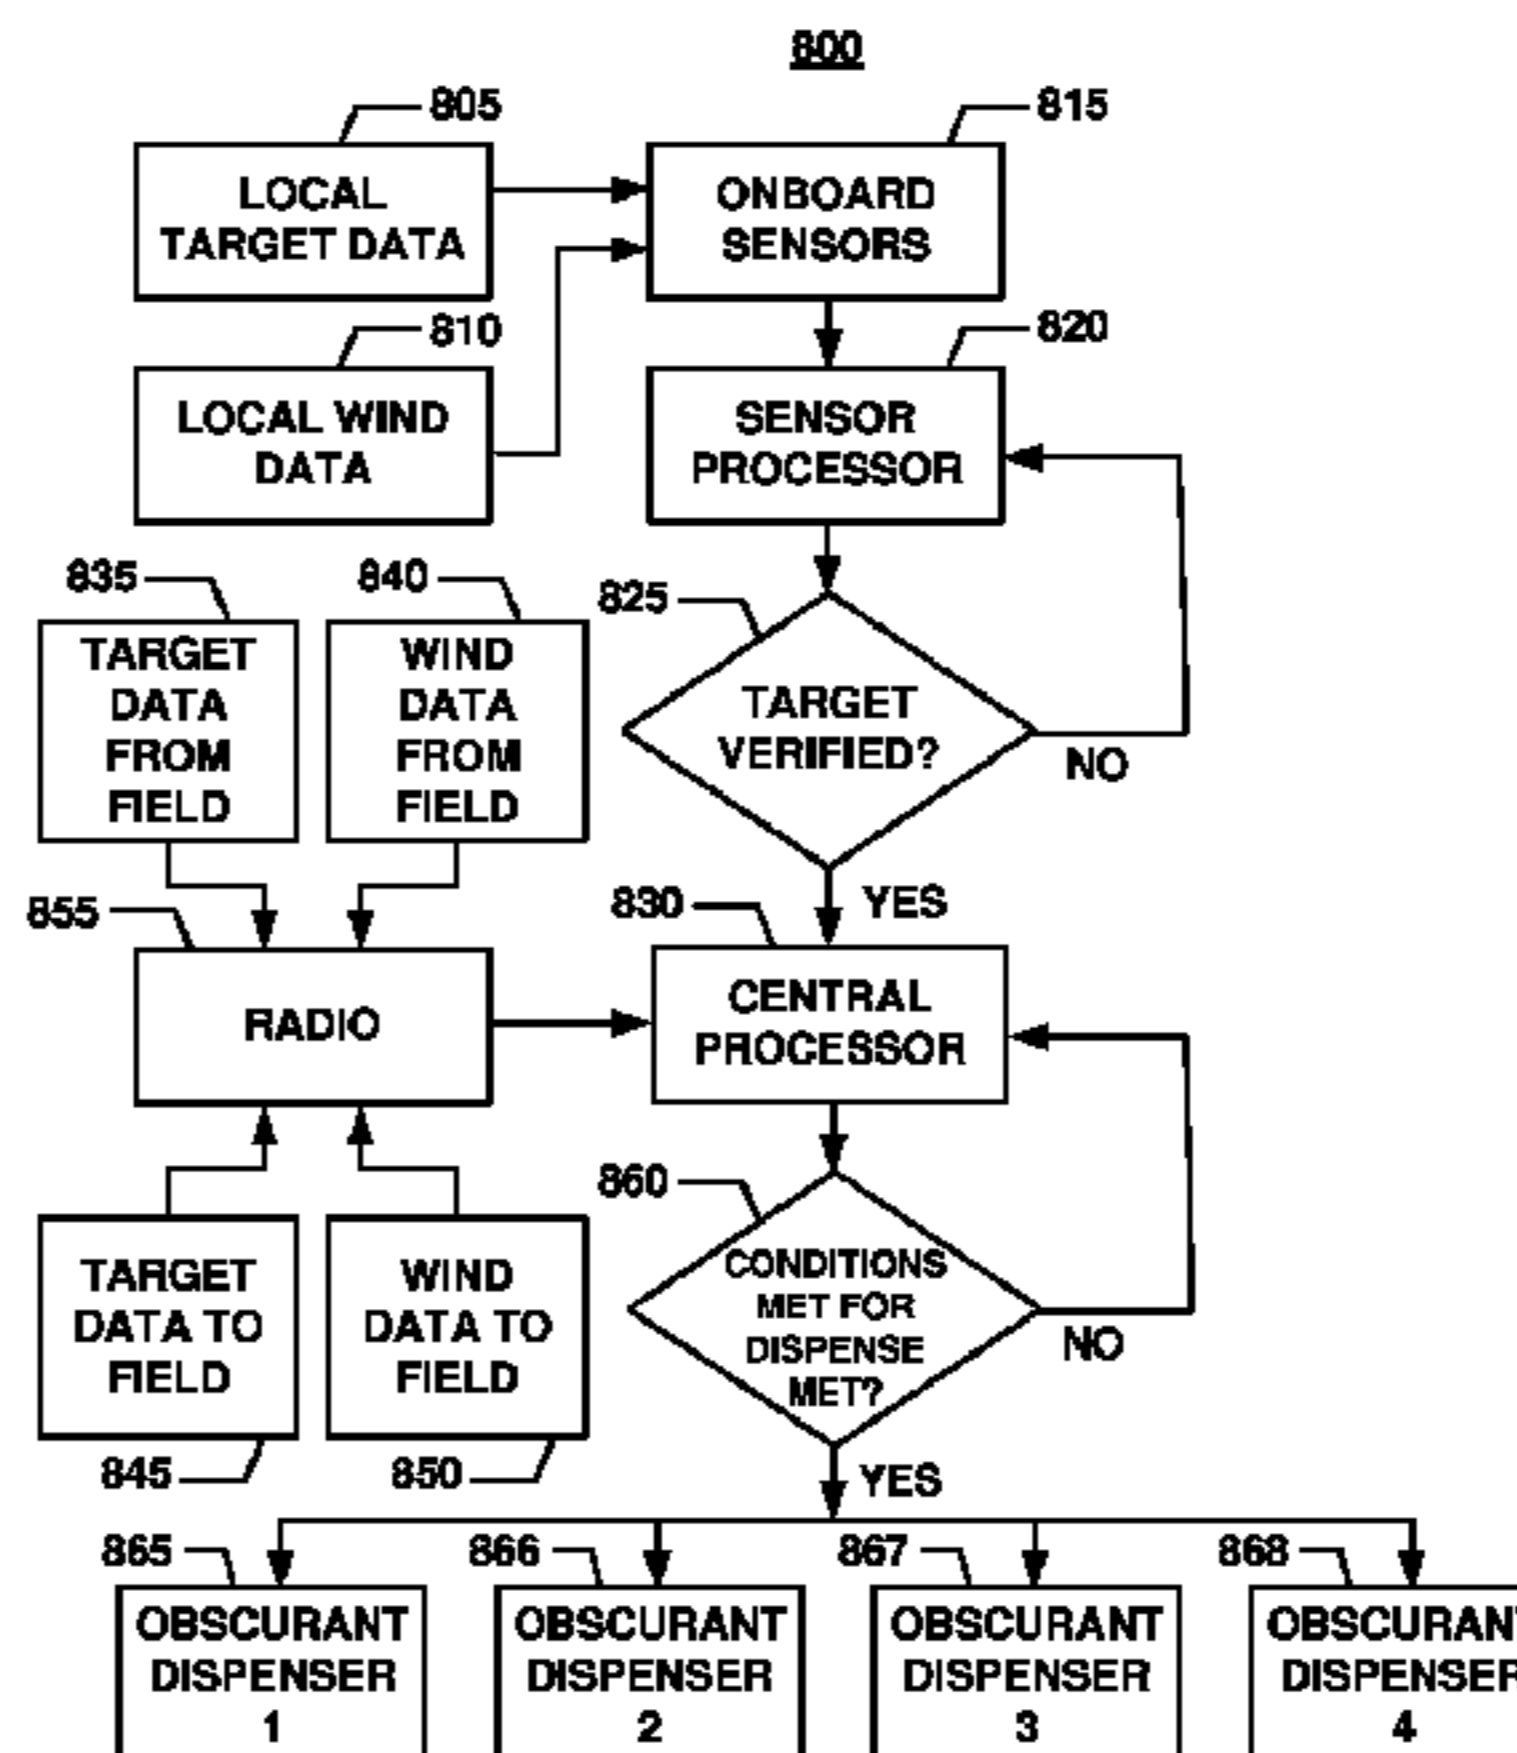 800
805
LOCAL
TARGET DATA
815
ONBOARD
SENSORS
810
LOCAL WIND
DATA
820
SENSOR
PROCESSOR
835
TARGET
DATA
FROM
FIELD
840
WIND
DATA
FROM
FIELD
825
TARGET
VERIFIED?
NO
YES
855
RADIO
830
CENTRAL
PROCESSOR
TARGET
DATA TO
FIELD
845
WIND
DATA TO
FIELD
850
860
CONDITIONS
MET FOR
DISPENSE
MET?
NO
YES
865
OBSCURANT
DISPENSER
1
866
OBSCURANT
DISPENSER
2
867
OBSCURANT
DISPENSER
3
868
OBSCURANT
DISPENSER
4